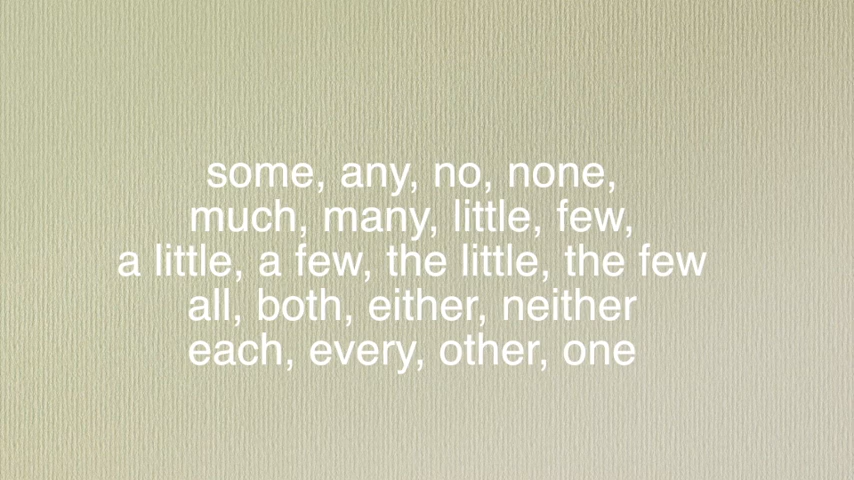 some, any, no, none,
much, many, little, few,
a little, a few, the little, the few
all, both, either, neither
each, every, other, one